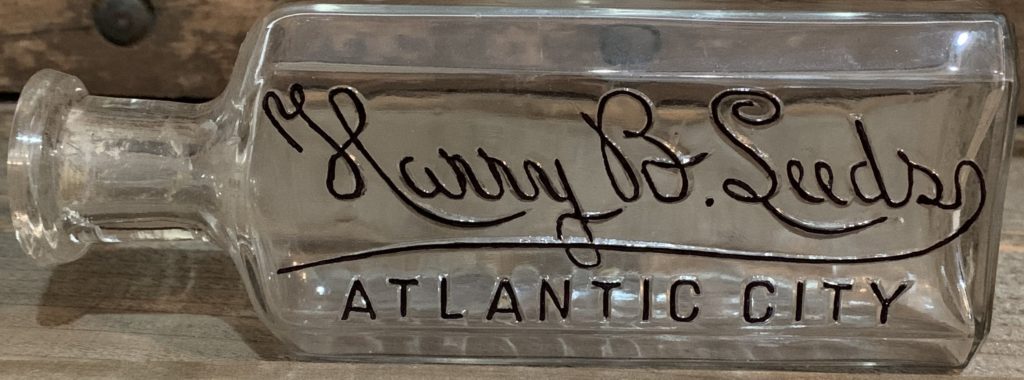 Harry B. Leeds
ATLANTIC CITY